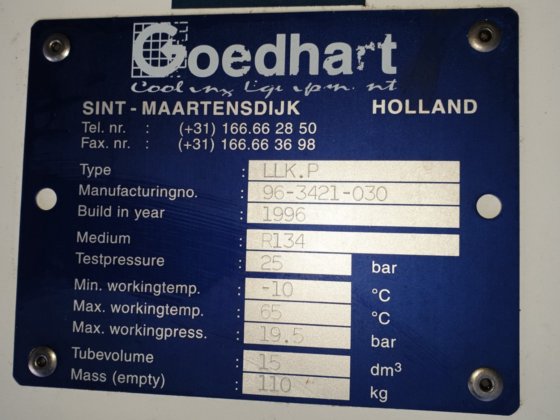 Goedhart
Cooling Equipment
SINT - MAARTENSDIJK HOLLAND
Tel. nr. : (+31) 166.66 28 50
Fax. nr. : (+31) 166.66 36 98
Type : LLK.P
Manufacturingno. : 96-3421-030
Build in year : 1996
Medium : R134
Testpressure : 25 bar
Min. workingtemp. : -10 °C
Max. workingtemp. : 65 °C
Max. workingpress. : 19.5 bar
Tubevolume : 15 dm³
Mass (empty) : 110 kg